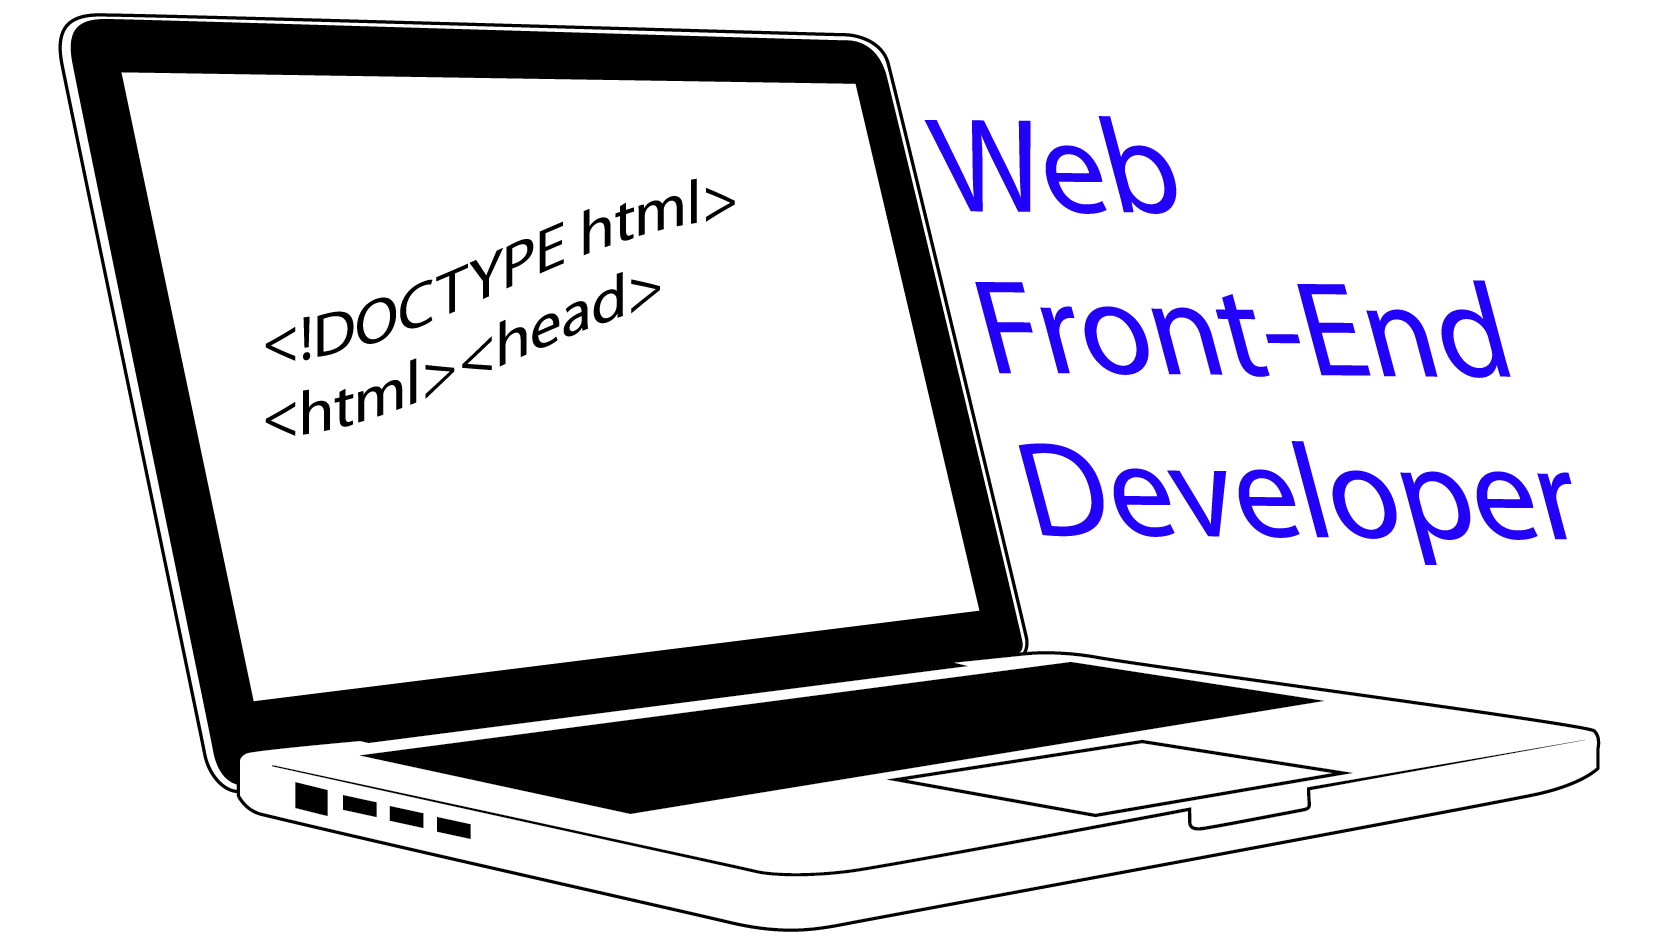 <!DOCTYPE html>
<html><head>
Web
Front-End
Developer